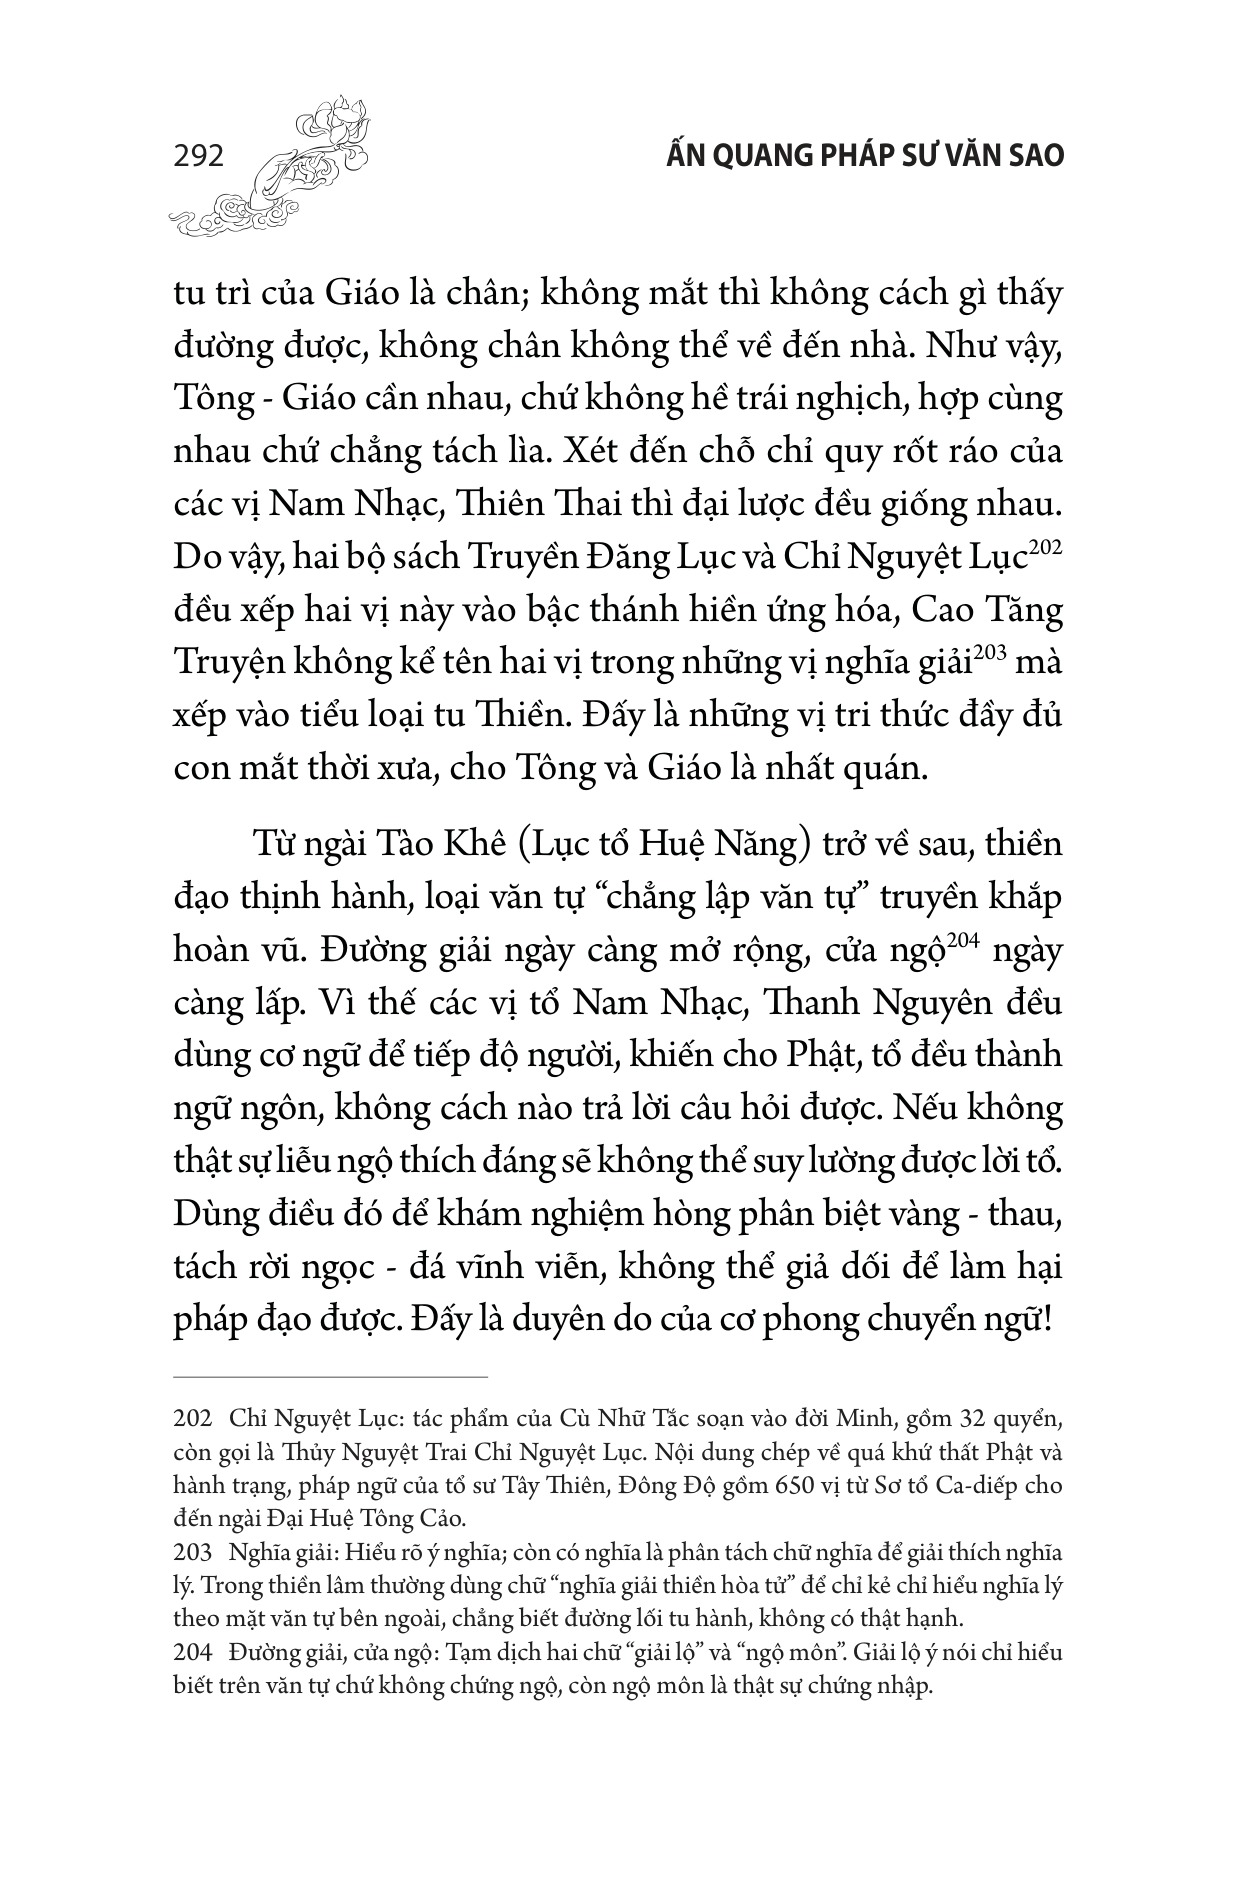 292
ẤN QUANG PHÁP SƯ VĂN SAO
tu trì của Giáo là chân; không mắt thì không cách gì thấy
đường được, không chân không thể về đến nhà. Như vậy,
Tông - Giáo cần nhau, chứ không hề trái nghịch, hợp cùng
nhau chứ chẳng tách lìa. Xét đến chỗ chỉ quy rốt ráo của
các vị Nam Nhạc, Thiên Thai thì đại lược đều giống nhau.
Do vậy, hai bộ sách Truyền Đăng Lục và Chỉ Nguyệt Lục202
đều xếp hai vị này vào bậc thánh hiền ứng hóa, Cao Tăng
Truyện không kể tên hai vị trong những vị nghĩa giải203 mà
xếp vào tiểu loại tu Thiền. Đấy là những vị tri thức đầy đủ
con mắt thời xưa, cho Tông và Giáo là nhất quán.
Từ ngài Tào Khê (Lục tổ Huệ Năng) trở về sau, thiền
đạo thịnh hành, loại văn tự “chẳng lập văn tự” truyền khắp
hoàn vũ. Đường giải ngày càng mở rộng, cửa ngộ204 ngày
càng lấp. Vì thế các vị tổ Nam Nhạc, Thanh Nguyên đều
dùng cơ ngữ để tiếp độ người, khiến cho Phật, tổ đều thành
ngữ ngôn, không cách nào trả lời câu hỏi được. Nếu không
thật sự liễu ngộ thích đáng sẽ không thể suy lường được lời tổ.
Dùng điều đó để khám nghiệm hòng phân biệt vàng - thau,
tách rời ngọc - đá vĩnh viễn, không thể giả dối để làm hại
pháp đạo được. Đấy là duyên do của cơ phong chuyển ngữ!
202 Chỉ Nguyệt Lục: tác phẩm của Cù Nhữ Tắc soạn vào đời Minh, gồm 32 quyển,
còn gọi là Thủy Nguyệt Trai Chỉ Nguyệt Lục. Nội dung chép về quá khứ thất Phật và
hành trạng, pháp ngữ của tổ sư Tây Thiên, Đông Độ gồm 650 vị từ Sơ tổ Ca-diếp cho
đến ngài Đại Huệ Tông Cảo.
203 Nghĩa giải: Hiểu rõ ý nghĩa; còn có nghĩa là phân tách chữ nghĩa để giải thích nghĩa
lý. Trong thiền lâm thường dùng chữ “nghĩa giải thiền hòa tử” để chỉ kẻ chỉ hiểu nghĩa lý
theo mặt văn tự bên ngoài, chẳng biết đường lối tu hành, không có thật hạnh.
204 Đường giải, cửa ngộ: Tạm dịch hai chữ “giải lộ” và “ngộ môn”. Giải lộ ý nói chỉ hiểu
biết trên văn tự chứ không chứng ngộ, còn ngộ môn là thật sự chứng nhập.